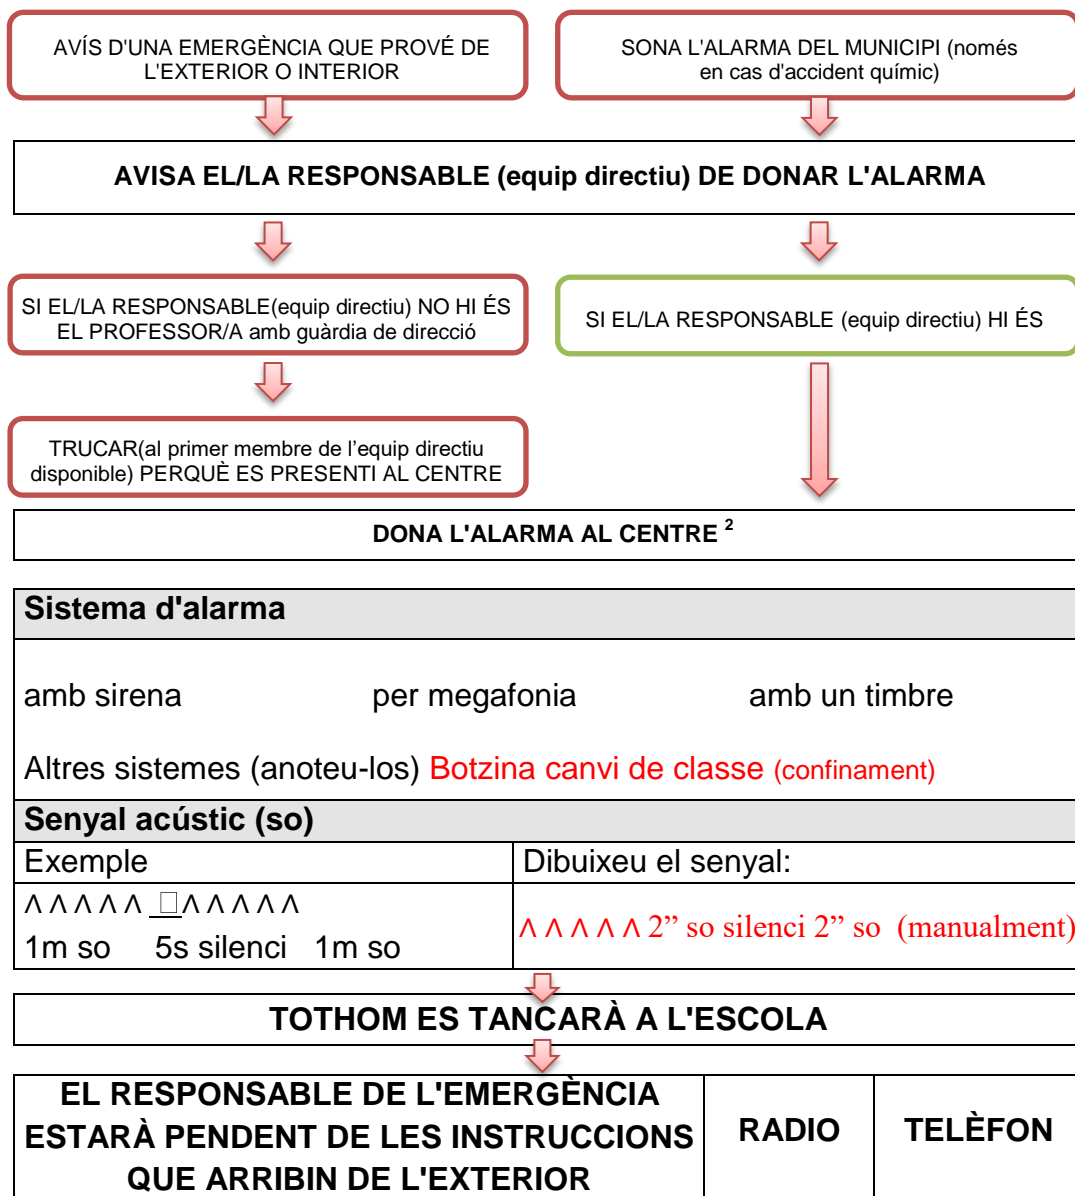 AVÍS D'UNA EMERGÈNCIA QUE PROVÉ DE
L'EXTERIOR O INTERIOR
SONA L'ALARMA DEL MUNICIPI (només
en cas d'accident químic)
AVISA EL/LA RESPONSABLE (equip directiu) DE DONAR L'ALARMA
SI EL/LA RESPONSABLE(equip directiu) NO HI ÉS
EL PROFESSOR/A amb guàrdia de direcció
SI EL/LA RESPONSABLE (equip directiu) HI ÉS
TRUCAR(al primer membre de l’equip directiu
disponible) PERQUÈ ES PRESENTI AL CENTRE
DONA L'ALARMA AL CENTRE ²
Sistema d'alarma
amb sirena per megafonia amb un timbre
Altres sistemes (anoteu-los) Botzina canvi de classe (confinament)
Senyal acústic (so)
Exemple
Dibuixeu el senyal:
Λ Λ Λ Λ Λ □Λ Λ Λ Λ Λ
1m so 5s silenci 1m so
Λ Λ Λ Λ Λ 2” so silenci 2” so (manualment)
TOTHOM ES TANCARÀ A L'ESCOLA
EL RESPONSABLE DE L'EMERGÈNCIA
ESTARÀ PENDENT DE LES INSTRUCCIONS
QUE ARRIBIN DE L'EXTERIOR
RADIO
TELÈFON